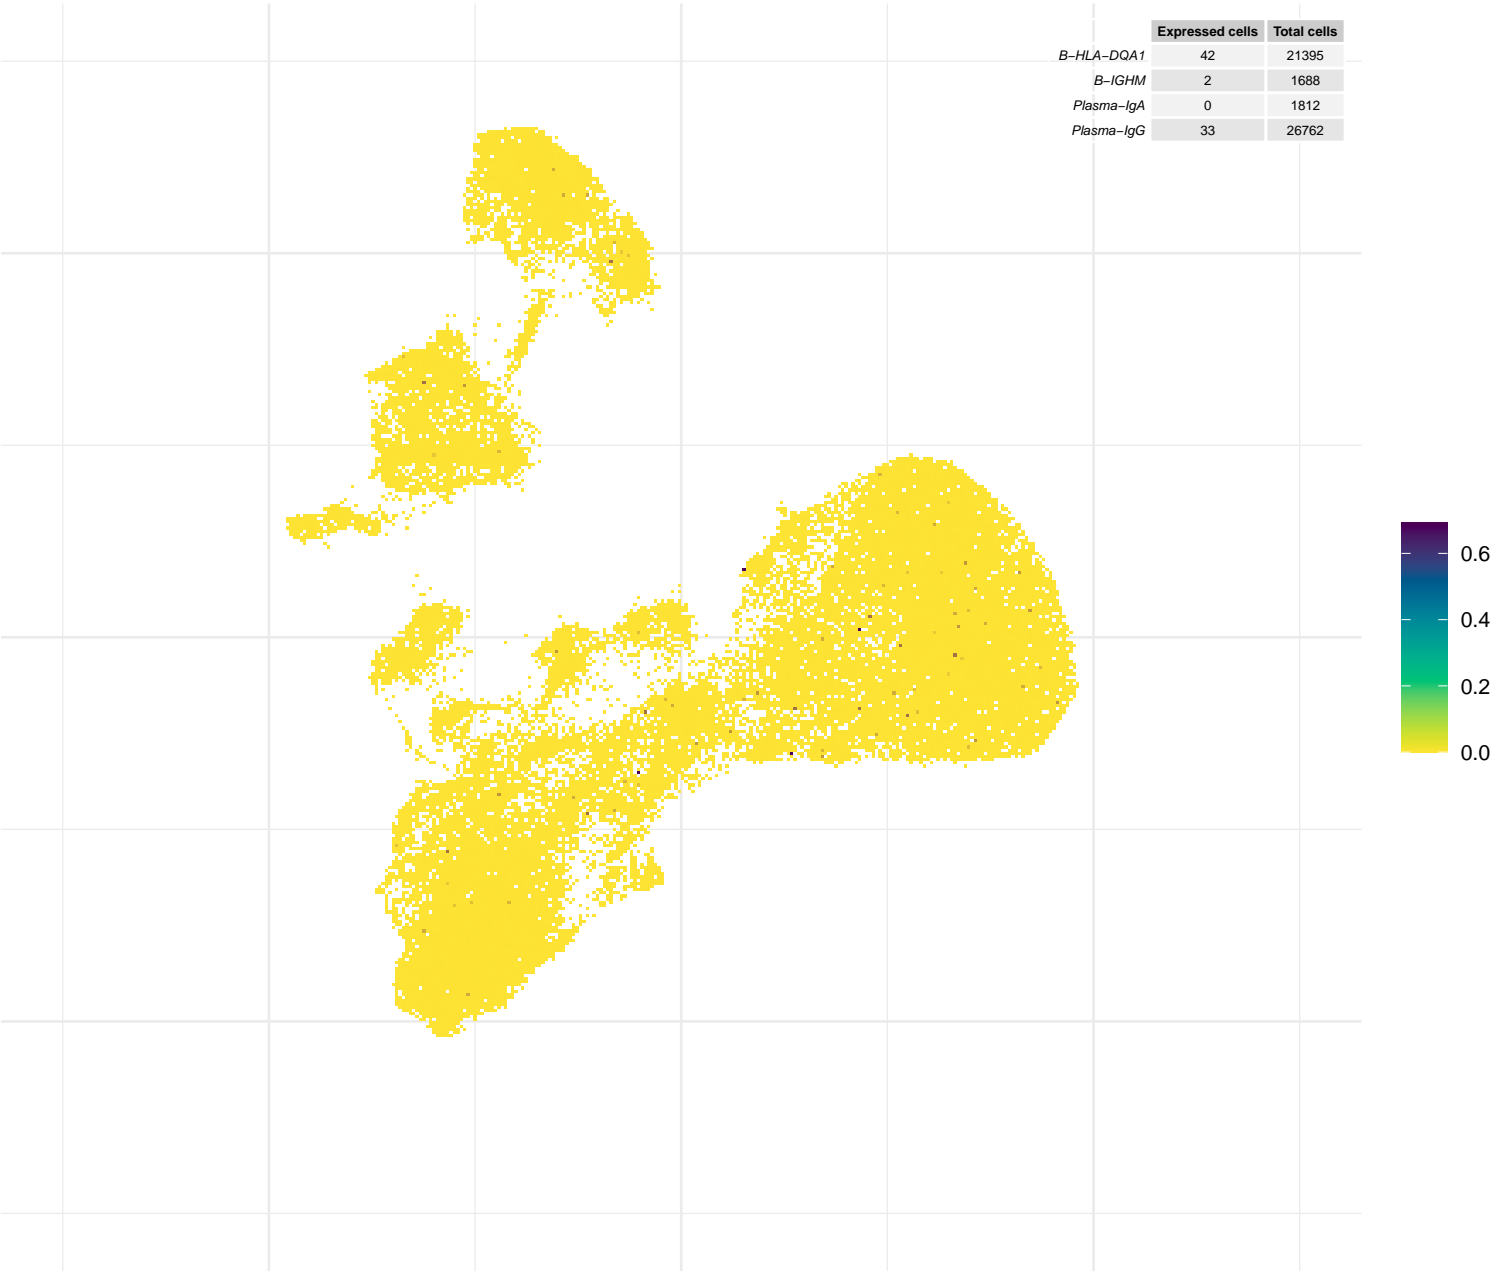 Expressed cells Total cells
B−HLA−DQA1 42 21395
B−IGHM 2 1688
Plasma−IgA 0 1812
Plasma−IgG 33 26762
0.6
0.4
0.2
0.0